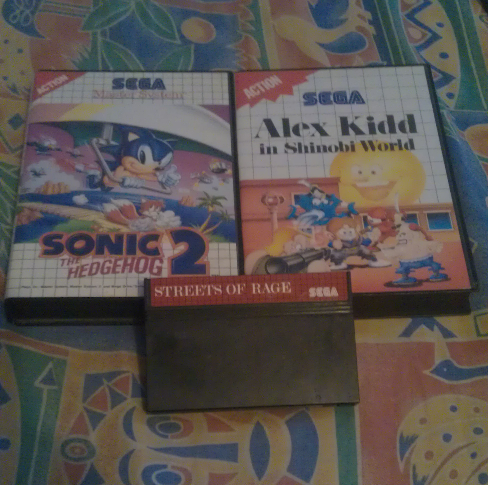 ACTION
SEGA
Master System
SONIC
THE
HEDGEHOG
2
ACTION
SEGA
Alex Kidd
in Shinobi World
STREETS OF RAGE
SEGA